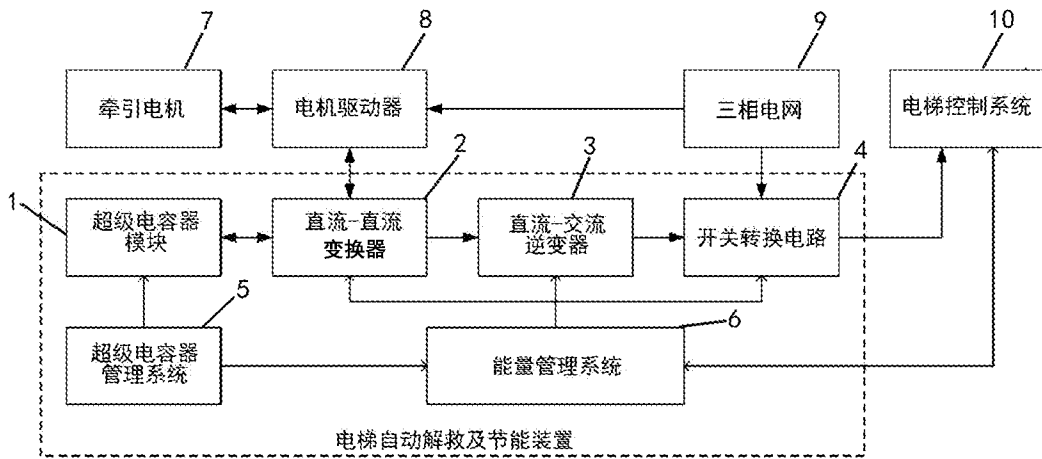 7
8
9
10
牵引电机
电机驱动器
三相电网
电梯控制系统
1
2
3
4
超级电容器
模块
直流-直流
变换器
直流-交流
逆变器
开关转换电路
5
6
超级电容器
管理系统
能量管理系统
电梯自动解救及节能装置